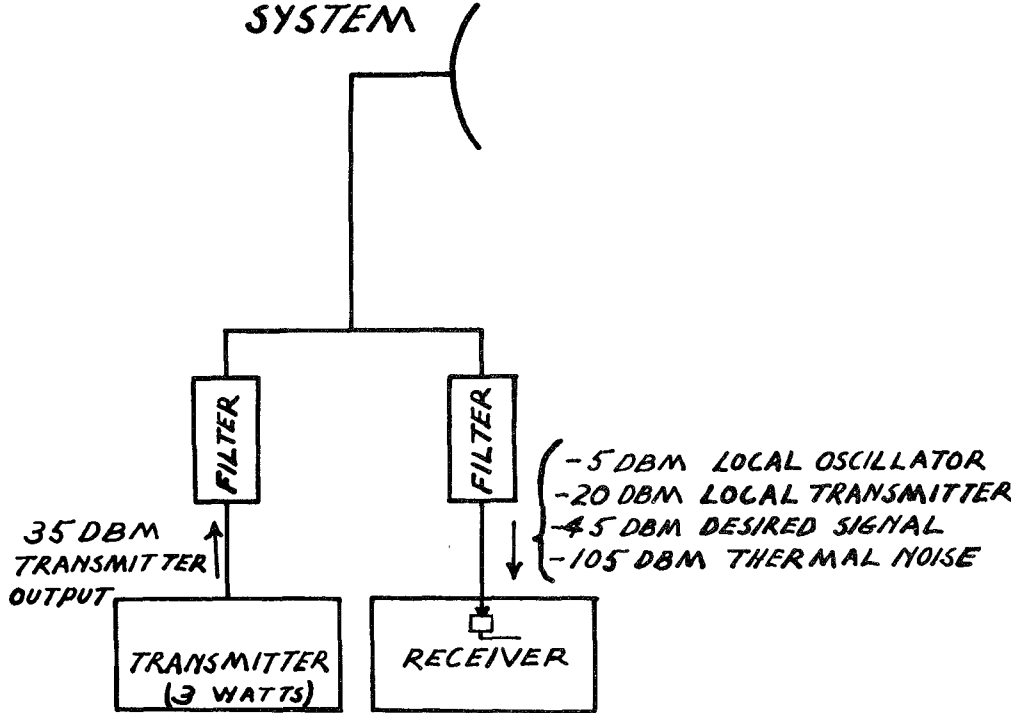 SYSTEM
FILTER
FILTER
-5 DBM LOCAL OSCILLATOR
-20 DBM LOCAL TRANSMITTER
-45 DBM DESIRED SIGNAL
-105 DBM THERMAL NOISE
35 DBM
TRANSMITTER
OUTPUT
TRANSMITTER
(3 WATTS)
RECEIVER